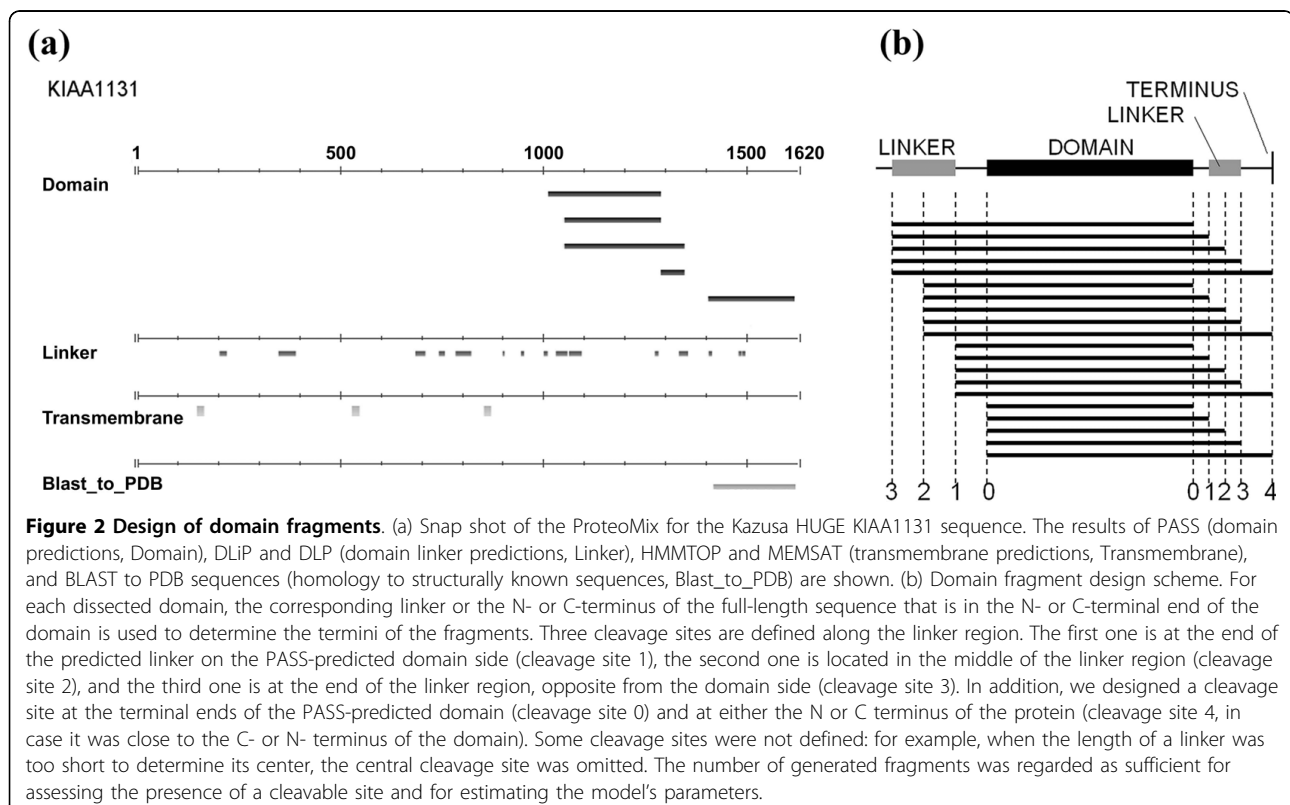 (a)
KIAA1131
1 500 1000 1500 1620
Domain
Linker
Transmembrane
Blast_to_PDB
(b)
TERMINUS
LINKER
LINKER DOMAIN
3 2 1 0 0 1 2 3 4
Figure 2 Design of domain fragments. (a) Snap shot of the ProteoMix for the Kazusa HUGE KIAA1131 sequence. The results of PASS (domain
predictions, Domain), DLiP and DLP (domain linker predictions, Linker), HMMTOP and MEMSAT (transmembrane predictions, Transmembrane),
and BLAST to PDB sequences (homology to structurally known sequences, Blast_to_PDB) are shown. (b) Domain fragment design scheme. For
each dissected domain, the corresponding linker or the N- or C-terminus of the full-length sequence that is in the N- or C-terminal end of the
domain is used to determine the termini of the fragments. Three cleavage sites are defined along the linker region. The first one is at the end of
the predicted linker on the PASS-predicted domain side (cleavage site 1), the second one is located in the middle of the linker region (cleavage
site 2), and the third one is at the end of the linker region, opposite from the domain side (cleavage site 3). In addition, we designed a cleavage
site at the terminal ends of the PASS-predicted domain (cleavage site 0) and at either the N or C terminus of the protein (cleavage site 4, in
case it was close to the C- or N- terminus of the domain). Some cleavage sites were not defined: for example, when the length of a linker was
too short to determine its center, the central cleavage site was omitted. The number of generated fragments was regarded as sufficient for
assessing the presence of a cleavable site and for estimating the model's parameters.